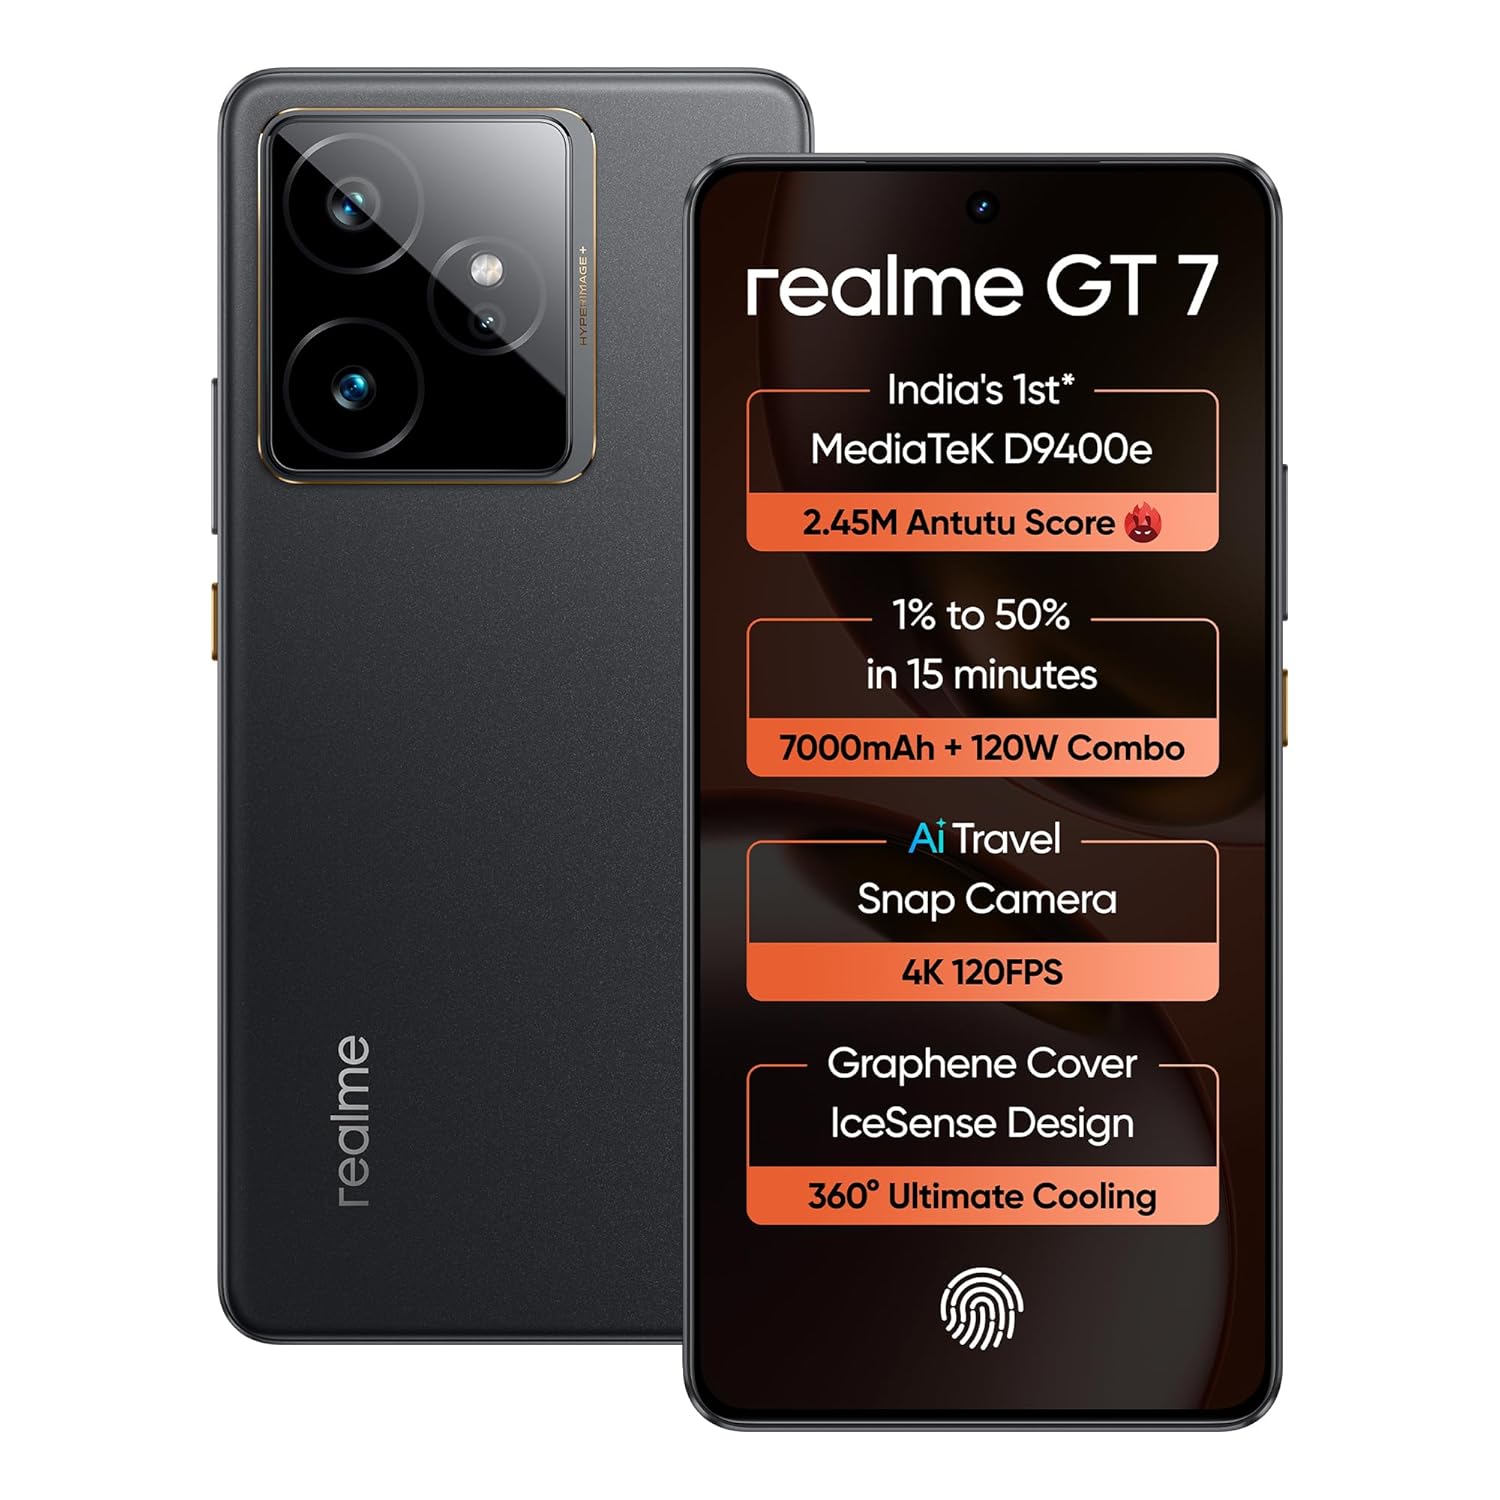 HYPERIMAGE+
realme
realme GT 7
India's 1st*
MediaTeK D9400e
2.45M Antutu Score
1% to 50%
in 15 minutes
7000mAh + 120W Combo
Ai Travel
Snap Camera
4K 120FPS
Graphene Cover
IceSense Design
360° Ultimate Cooling